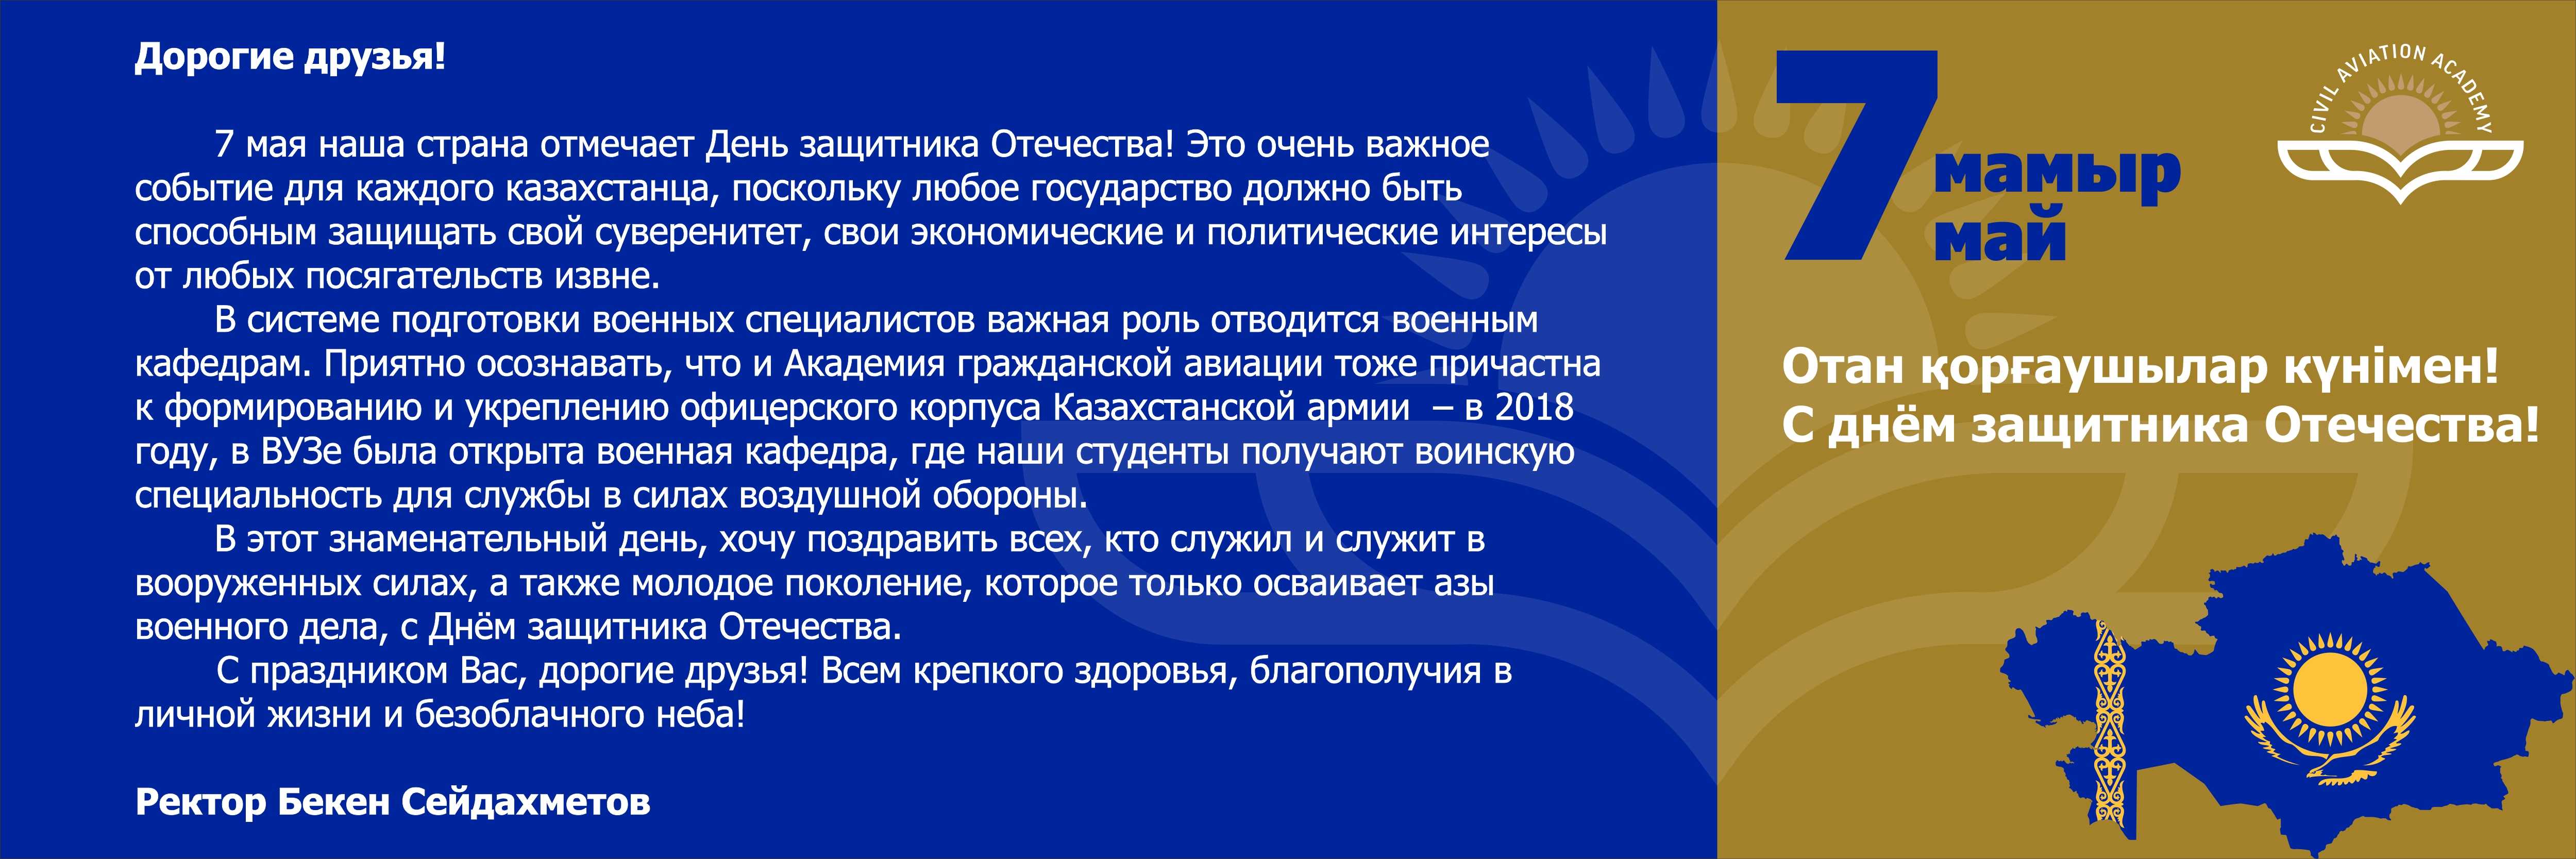 Дорогие друзья!
7 мая наша страна отмечает День защитника Отечества! Это очень важное
событие для каждого казахстанца, поскольку любое государство должно быть
способным защищать свой суверенитет, свои экономические и политические интересы
от любых посягательств извне.
В системе подготовки военных специалистов важная роль отводится военным
кафедрам. Приятно осознавать, что и Академия гражданской авиации тоже причастна
к формированию и укреплению офицерского корпуса Казахстанской армии – в 2018
году, в ВУЗе была открыта военная кафедра, где наши студенты получают воинскую
специальность для службы в силах воздушной обороны.
В этот знаменательный день, хочу поздравить всех, кто служил и служит в
вооруженных силах, а также молодое поколение, которое только осваивает азы
военного дела, с Днём защитника Отечества.
С праздником Вас, дорогие друзья! Всем крепкого здоровья, благополучия в
личной жизни и безоблачного неба!
Ректор Бекен Сейдахметов
7 мамыр
май
CIVIL AVIATION ACADEMY
Отан қорғаушылар күнімен!
С днём защитника Отечества!